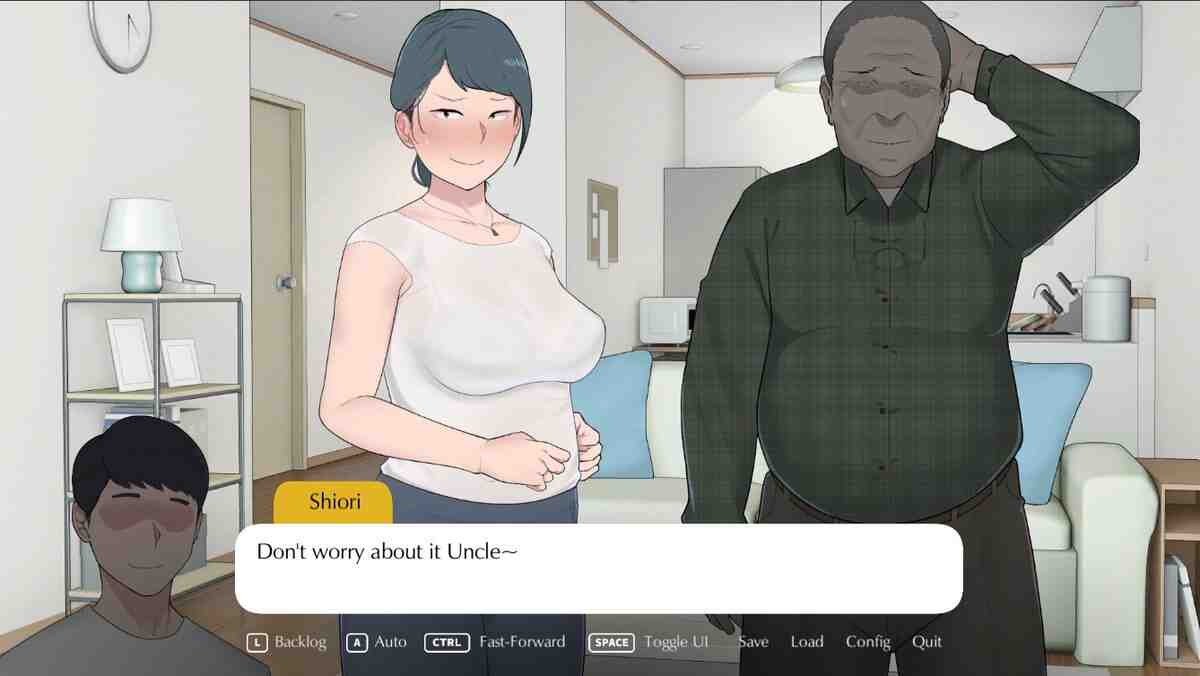 Shiori
Don't worry about it Uncle~
L Backlog A Auto CTRL Fast-Forward SPACE Toggle UI Save Load Config Quit